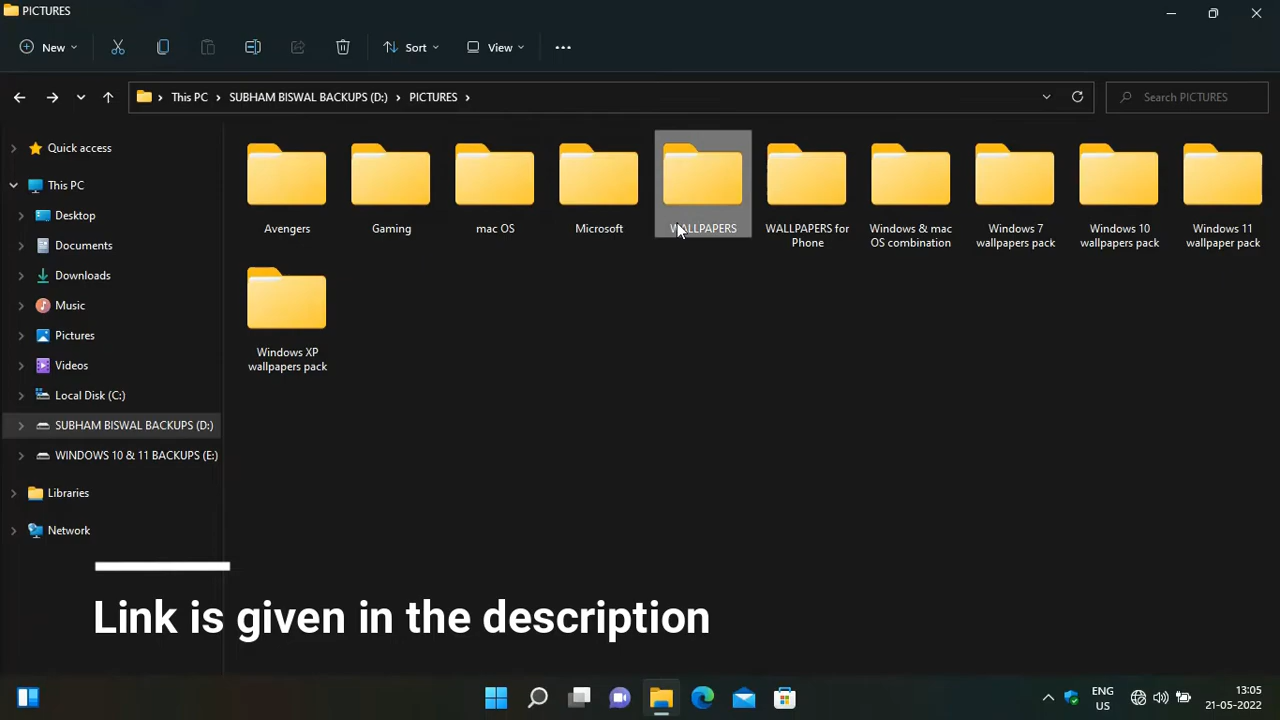 PICTURES
New
Sort
View
This PC
SUBHAM BISWAL BACKUPS (D:)
PICTURES
Search PICTURES
Quick access
This PC
Desktop
Documents
Downloads
Music
Pictures
Videos
Local Disk (C:)
SUBHAM BISWAL BACKUPS (D:)
WINDOWS 10 & 11 BACKUPS (E:)
Libraries
Network
Avengers
Gaming
mac OS
Microsoft
WALLPAPERS
WALLPAPERS for
Phone
Windows & mac
OS combination
Windows 7
wallpapers pack
Windows 10
wallpapers pack
Windows 11
wallpaper pack
Windows XP
wallpapers pack
Link is given in the description
ENG
US
13:05
21-05-2022